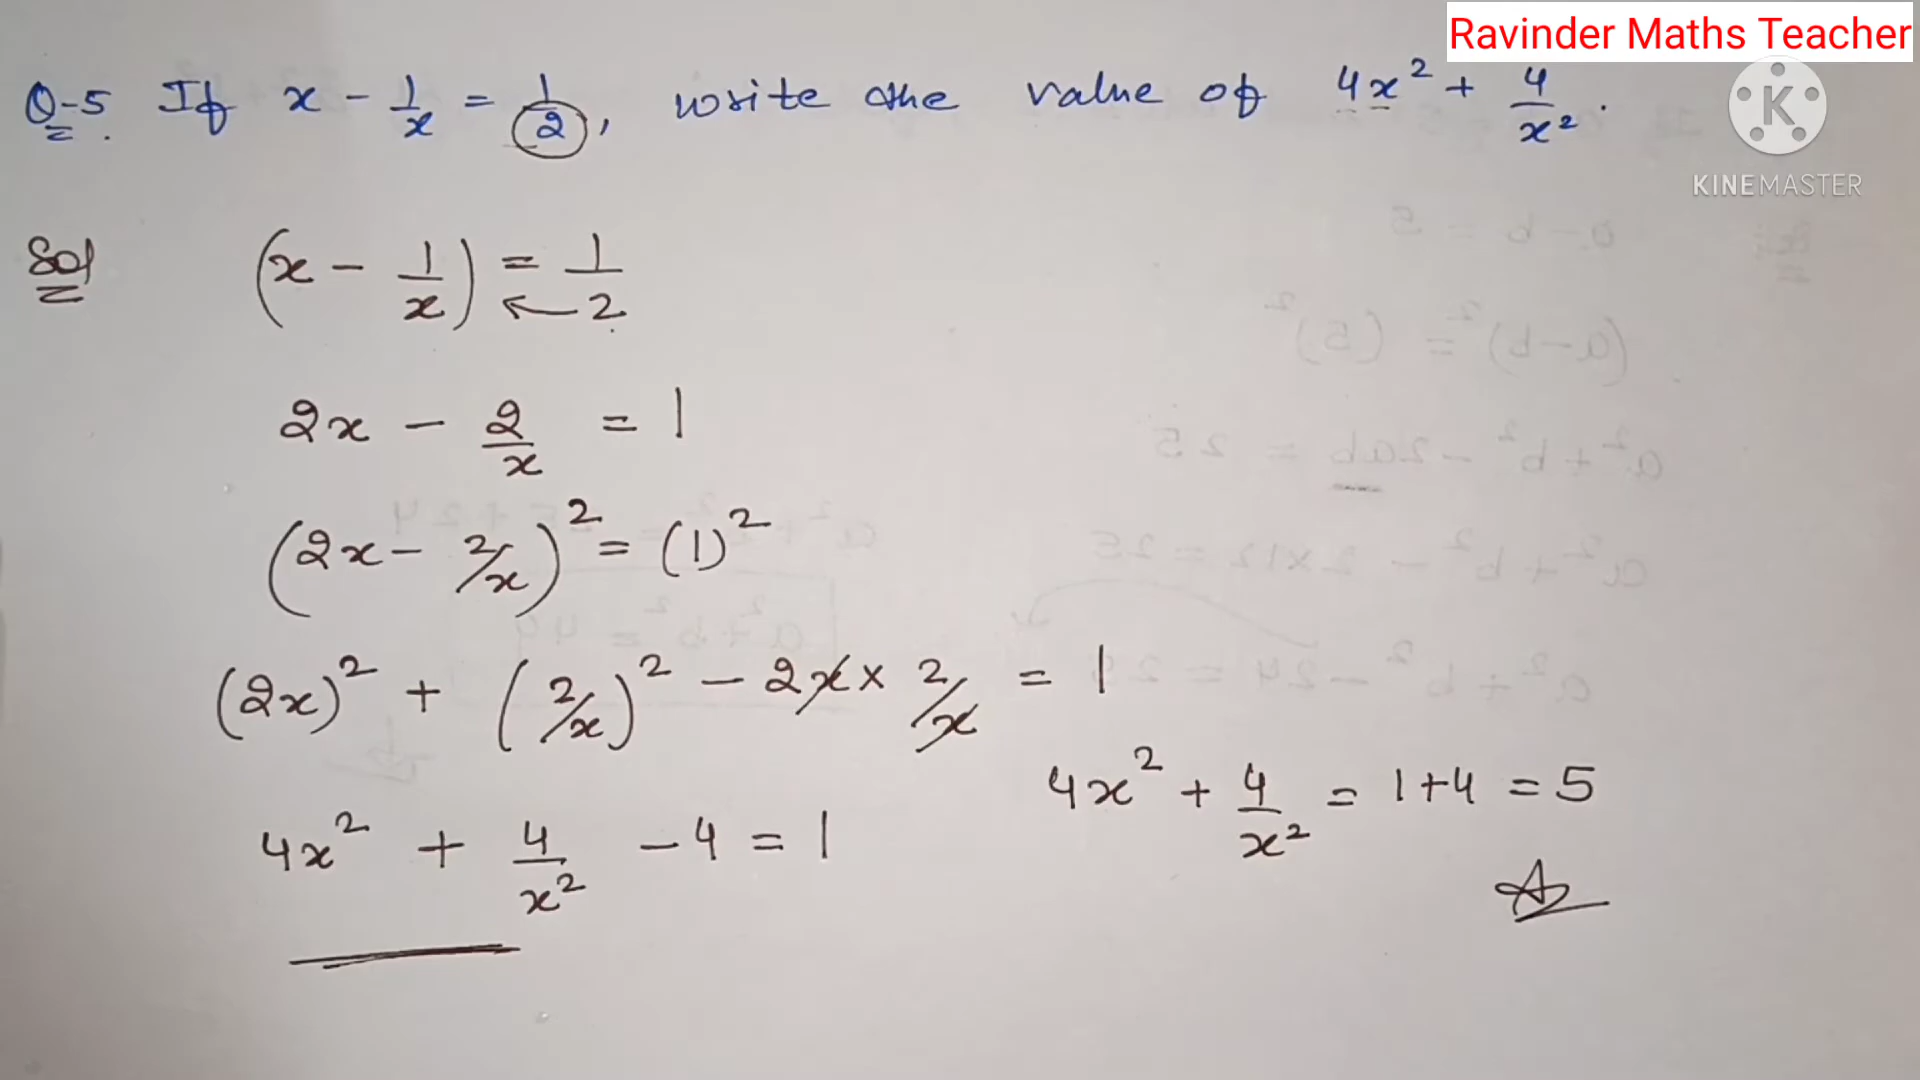 Ravinder Maths Teacher
Q-5. If x - 1/x = 1/2, write the value of 4x² + 4/x².
KINEMASTER
Sol (x - 1/x) = 1/2
2x - 2/x = 1
(2x - 2/x)² = (1)²
(2x)² + (2/x)² - 2x × 2/x = 1
4x² + 4/x² - 4 = 1
4x² + 4/x² = 1+4 = 5